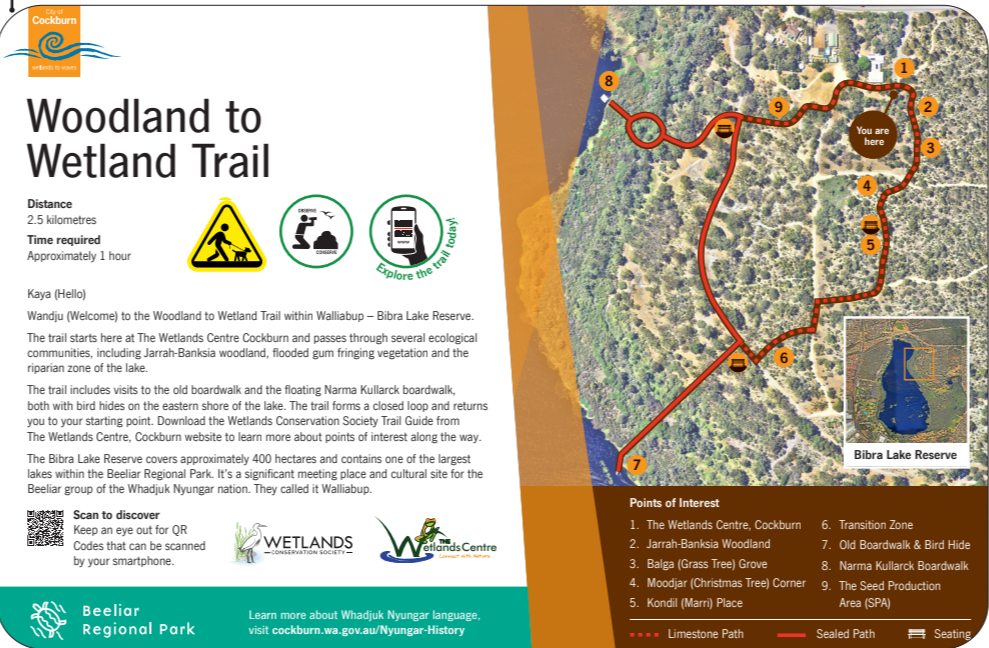 City of
Cockburn
wetlands to waves
Woodland to
Wetland Trail
Distance
2.5 kilometres
Time required
Approximately 1 hour
OBSERVE
CONSERVE
Explore the trail today!
Kaya (Hello)
Wandju (Welcome) to the Woodland to Wetland Trail within Walliabup – Bibra Lake Reserve.
The trail starts here at The Wetlands Centre Cockburn and passes through several ecological
communities, including Jarrah-Banksia woodland, flooded gum fringing vegetation and the
riparian zone of the lake.
The trail includes visits to the old boardwalk and the floating Narma Kullarck boardwalk,
both with bird hides on the eastern shore of the lake. The trail forms a closed loop and returns
you to your starting point. Download the Wetlands Conservation Society Trail Guide from
The Wetlands Centre, Cockburn website to learn more about points of interest along the way.
The Bibra Lake Reserve covers approximately 400 hectares and contains one of the largest
lakes within the Beeliar Regional Park. It's a significant meeting place and cultural site for the
Beeliar group of the Whadjuk Nyungar nation. They called it Walliabup.
Scan to discover
Keep an eye out for QR
Codes that can be scanned
by your smartphone.
WETLANDS
CONSERVATION SOCIETY
THE
Wetlands Centre
Connect with Nature
Beeliar
Regional Park
Learn more about Whadjuk Nyungar language,
visit cockburn.wa.gov.au/Nyungar-History
8
1
9
2
You are
here
3
4
5
6
7
Bibra Lake Reserve
Points of Interest
1. The Wetlands Centre, Cockburn
2. Jarrah-Banksia Woodland
3. Balga (Grass Tree) Grove
4. Moodjar (Christmas Tree) Corner
5. Kondil (Marri) Place
6. Transition Zone
7. Old Boardwalk & Bird Hide
8. Narma Kullarck Boardwalk
9. The Seed Production
Area (SPA)
Limestone Path
Sealed Path
Seating